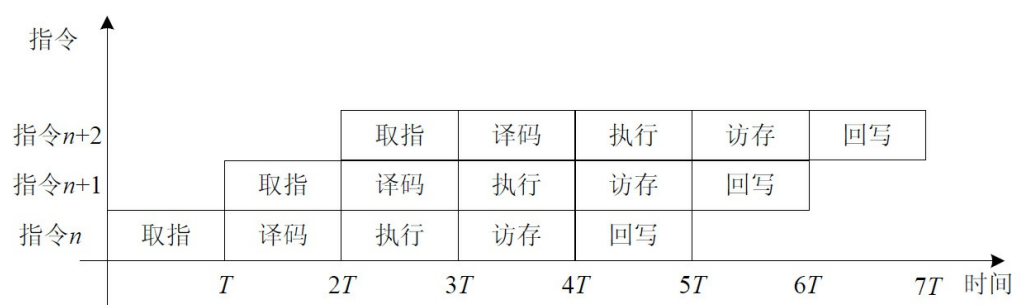 指令
指令n+2 取指 译码 执行 访存 回写
指令n+1 取指 译码 执行 访存 回写
指令n 取指 译码 执行 访存 回写
T 2T 3T 4T 5T 6T 7T 时间